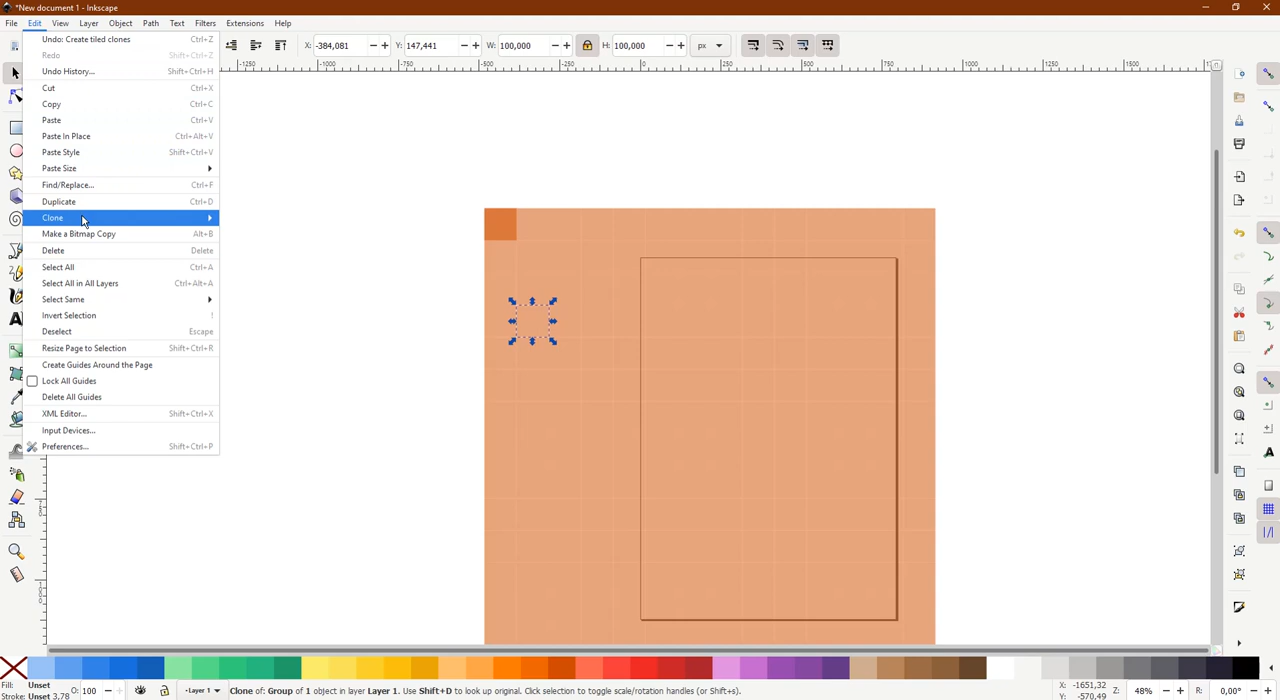 *New document 1 - Inkscape
File Edit View Layer Object Path Text Filters Extensions Help
X: -384,081 Y: 147,441 W: 100,000 H: 100,000 px
Undo: Create tiled clones Ctrl+Z
Redo Shift+Ctrl+Z
Undo History... Shift+Ctrl+H
Cut Ctrl+X
Copy Ctrl+C
Paste Ctrl+V
Paste In Place Ctrl+Alt+V
Paste Style Shift+Ctrl+V
Paste Size
Find/Replace... Ctrl+F
Duplicate Ctrl+D
Clone
Make a Bitmap Copy Alt+B
Delete Delete
Select All Ctrl+A
Select All in All Layers Ctrl+Alt+A
Select Same
Invert Selection !
Deselect Escape
Resize Page to Selection Shift+Ctrl+R
Create Guides Around the Page
Lock All Guides
Delete All Guides
XML Editor... Shift+Ctrl+X
Input Devices...
Preferences... Shift+Ctrl+P
-1250 -1000 -750 -500 -250 0 250 500 750 1000 1250 1500
Fill: Unset
Stroke: Unset 3,78
O: 100
-Layer 1
Clone of: Group of 1 object in layer Layer 1. Use Shift+D to look up original. Click selection to toggle scale/rotation handles (or Shift+s).
X: -1651,32
Y: -570,49
Z: 48%
R: 0,00°